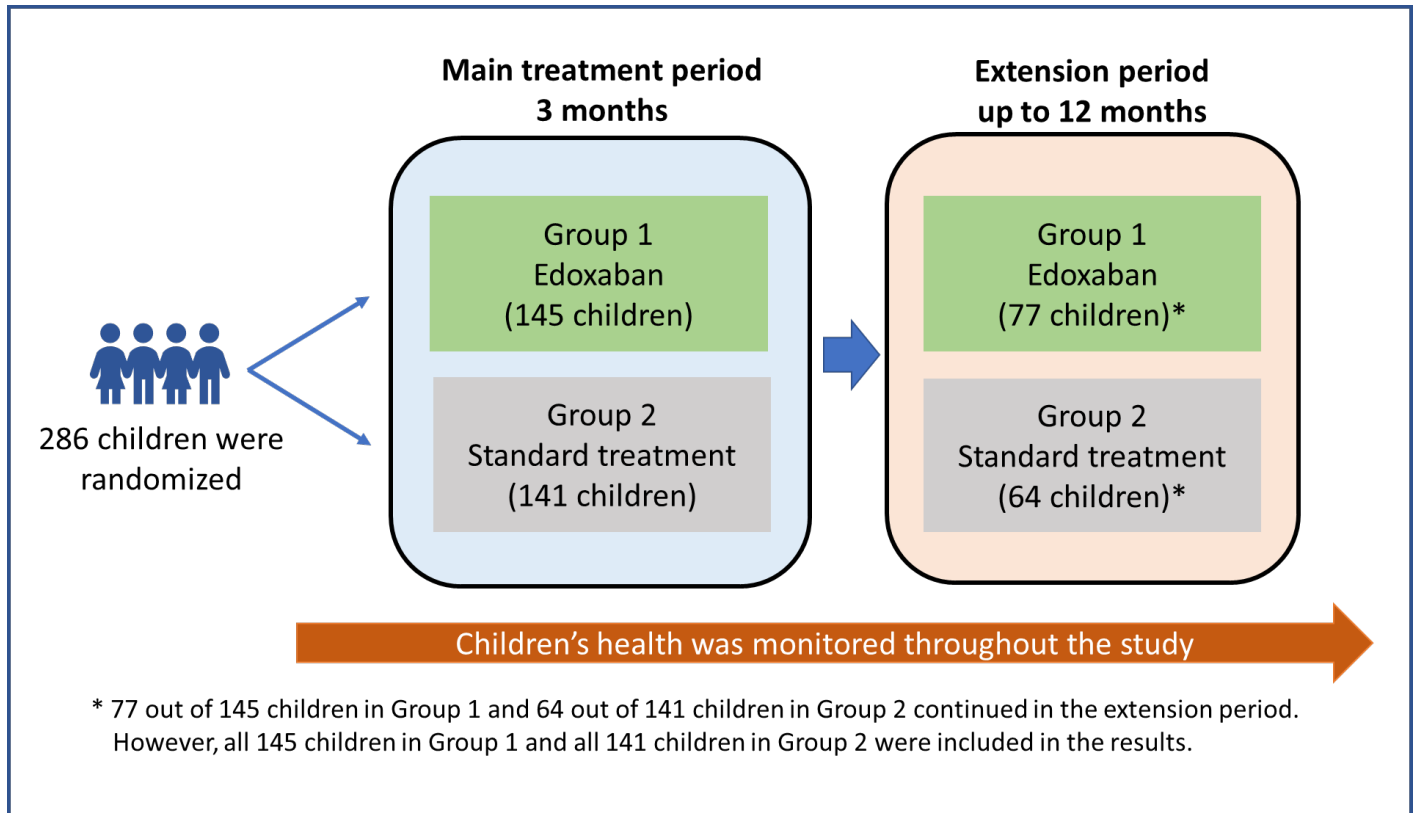 Main treatment period
3 months
Extension period
up to 12 months
286 children were
randomized
Group 1
Edoxaban
(145 children)
Group 2
Standard treatment
(141 children)
Group 1
Edoxaban
(77 children)*
Group 2
Standard treatment
(64 children)*
Children’s health was monitored throughout the study
* 77 out of 145 children in Group 1 and 64 out of 141 children in Group 2 continued in the extension period.
However, all 145 children in Group 1 and all 141 children in Group 2 were included in the results.